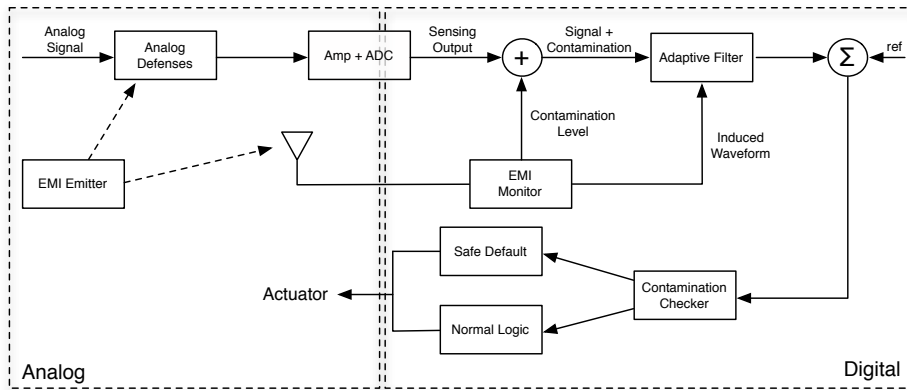 Analog
Signal
Analog
Defenses
Amp + ADC
Sensing
Output
+
Signal +
Contamination
Adaptive Filter
Σ
ref
Contamination
Level
Induced
Waveform
EMI Emitter
EMI
Monitor
Safe Default
Contamination
Checker
Actuator
Normal Logic
Analog
Digital